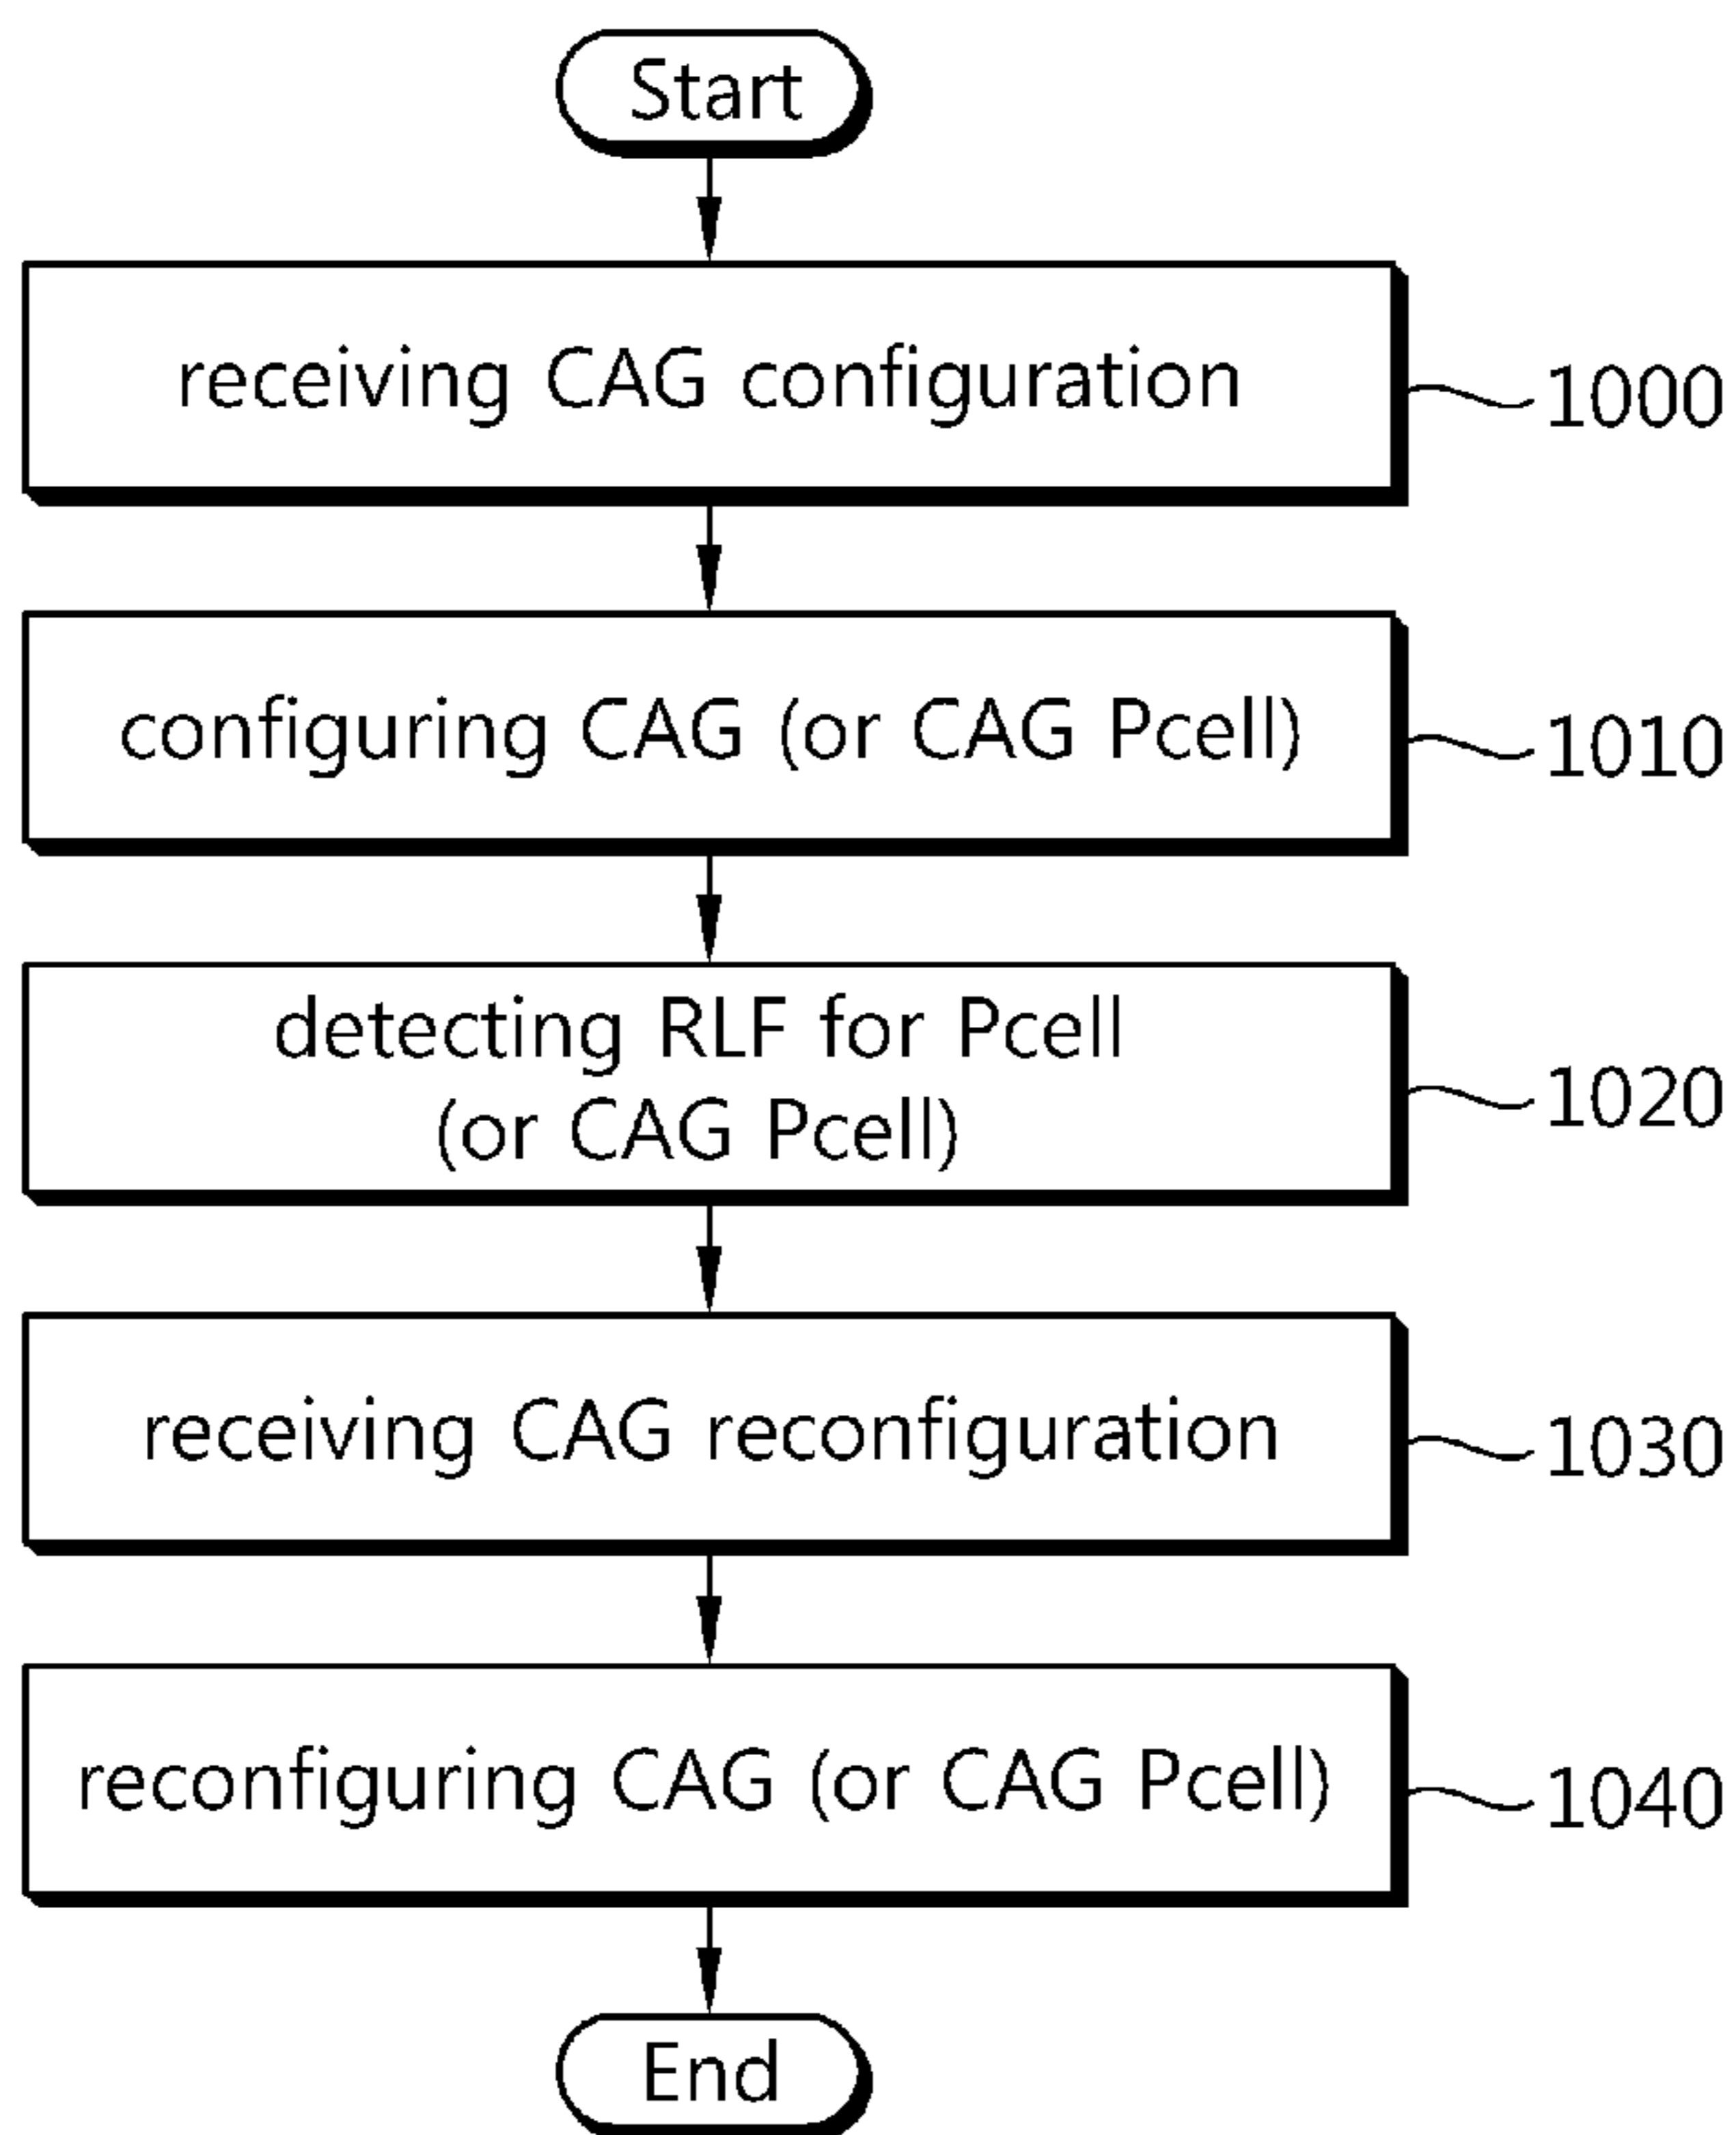 Start
receiving CAG configuration
1000
configuring CAG (or CAG Pcell)
1010
detecting RLF for Pcell
(or CAG Pcell)
1020
receiving CAG reconfiguration
1030
reconfiguring CAG (or CAG Pcell)
1040
End